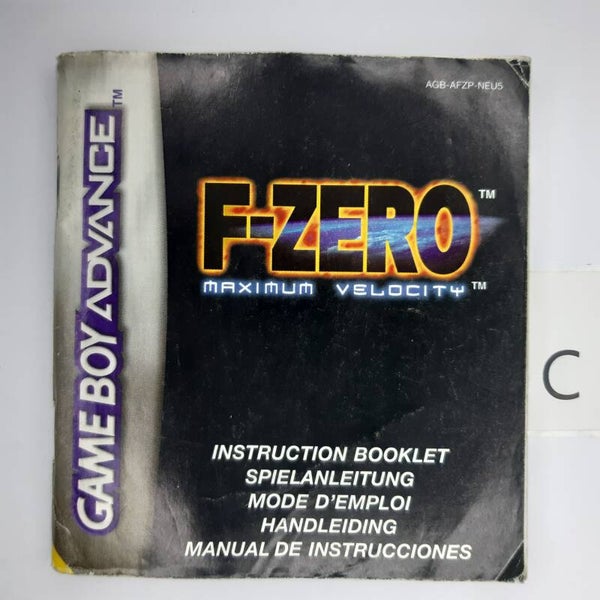 AGB-AFZP-NEU5
GAME BOY ADVANCE™
F-ZERO™
MAXIMUM VELOCITY™
INSTRUCTION BOOKLET
SPIELANLEITUNG
MODE D'EMPLOI
HANDLEIDING
MANUAL DE INSTRUCCIONES
C